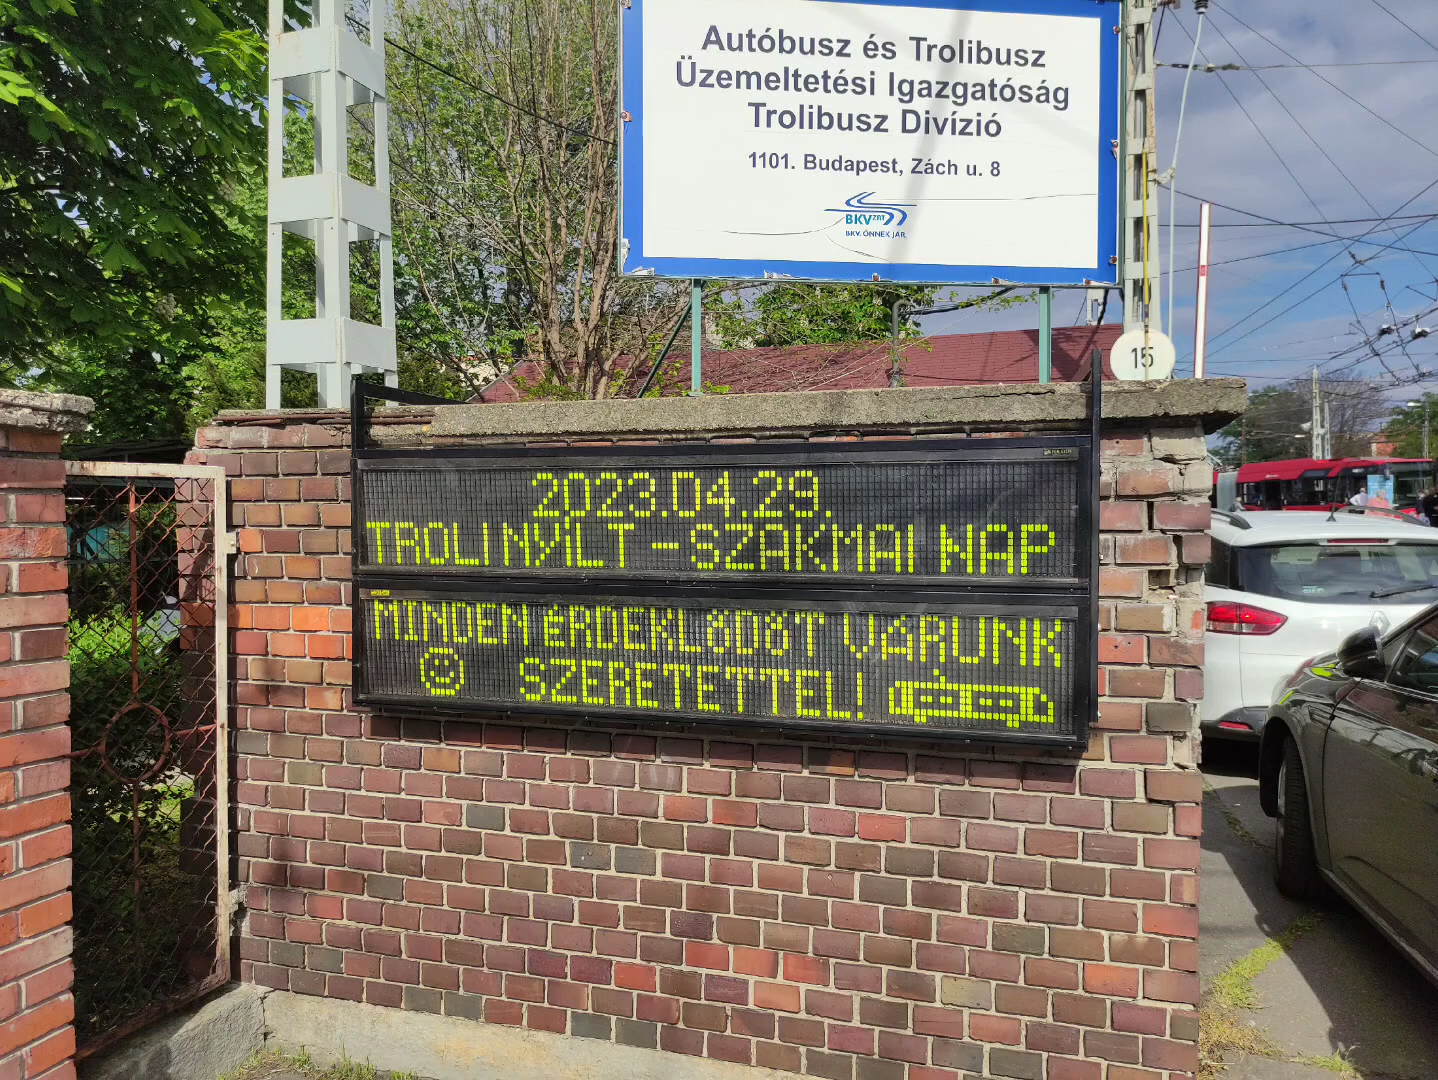 Autóbusz és Trolibusz
Üzemeltetési Igazgatóság
Trolibusz Divízió
1101. Budapest, Zách u. 8
BKV ZRT
BKV. ÖNNEK JÁR.
15
2023.04.29.
TROLI NYÍLT - SZAKMAI NAP
MINDEN ÉRDEKLŐDŐT VÁRUNK
SZERETETTEL!